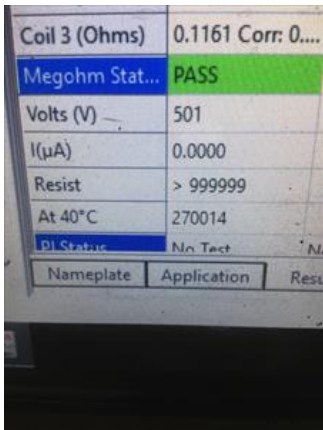 Coil 3 (Ohms) 0.1161 Corr: 0....
Megohm Stat... PASS
Volts (V) 501
I(µA) 0.0000
Resist > 999999
At 40°C 270014
PI Status No Test
Nameplate Application Resu